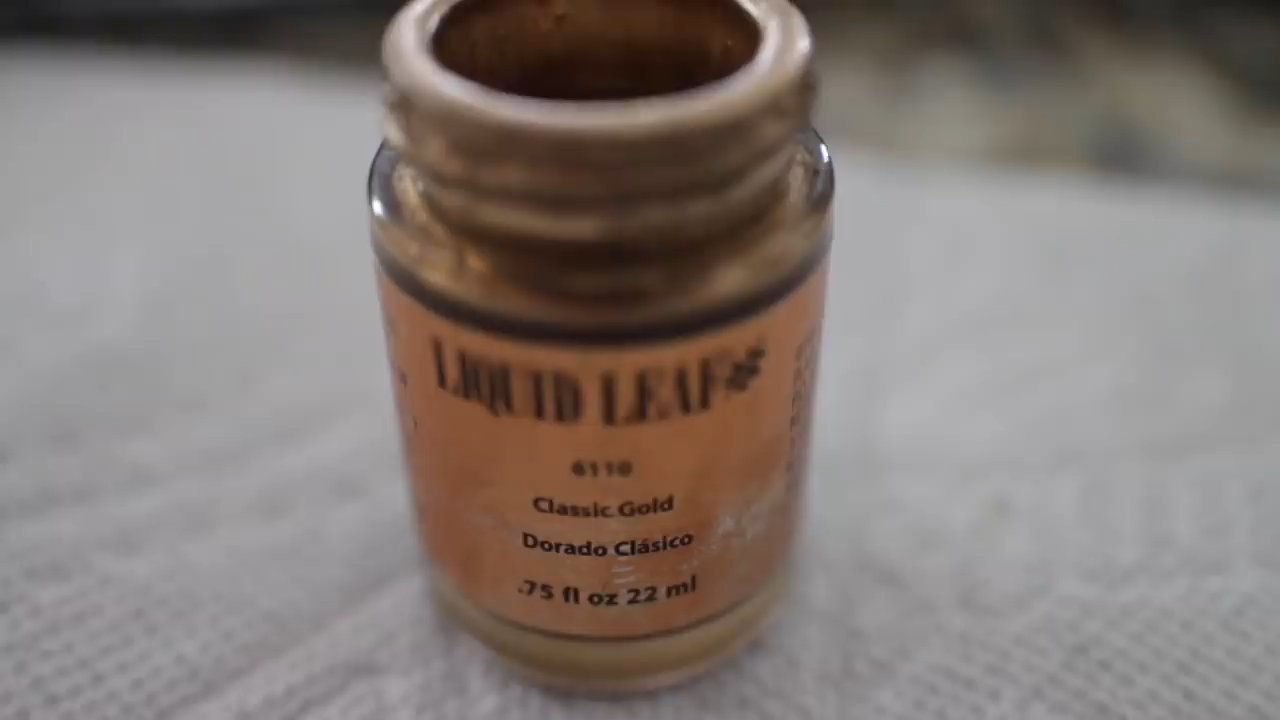 LIQUID LEAF
6110
Classic Gold
Dorado Clásico
.75 fl oz 22 ml